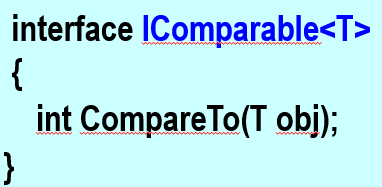 interface IComparable<T>
{
int CompareTo(T obj);
}